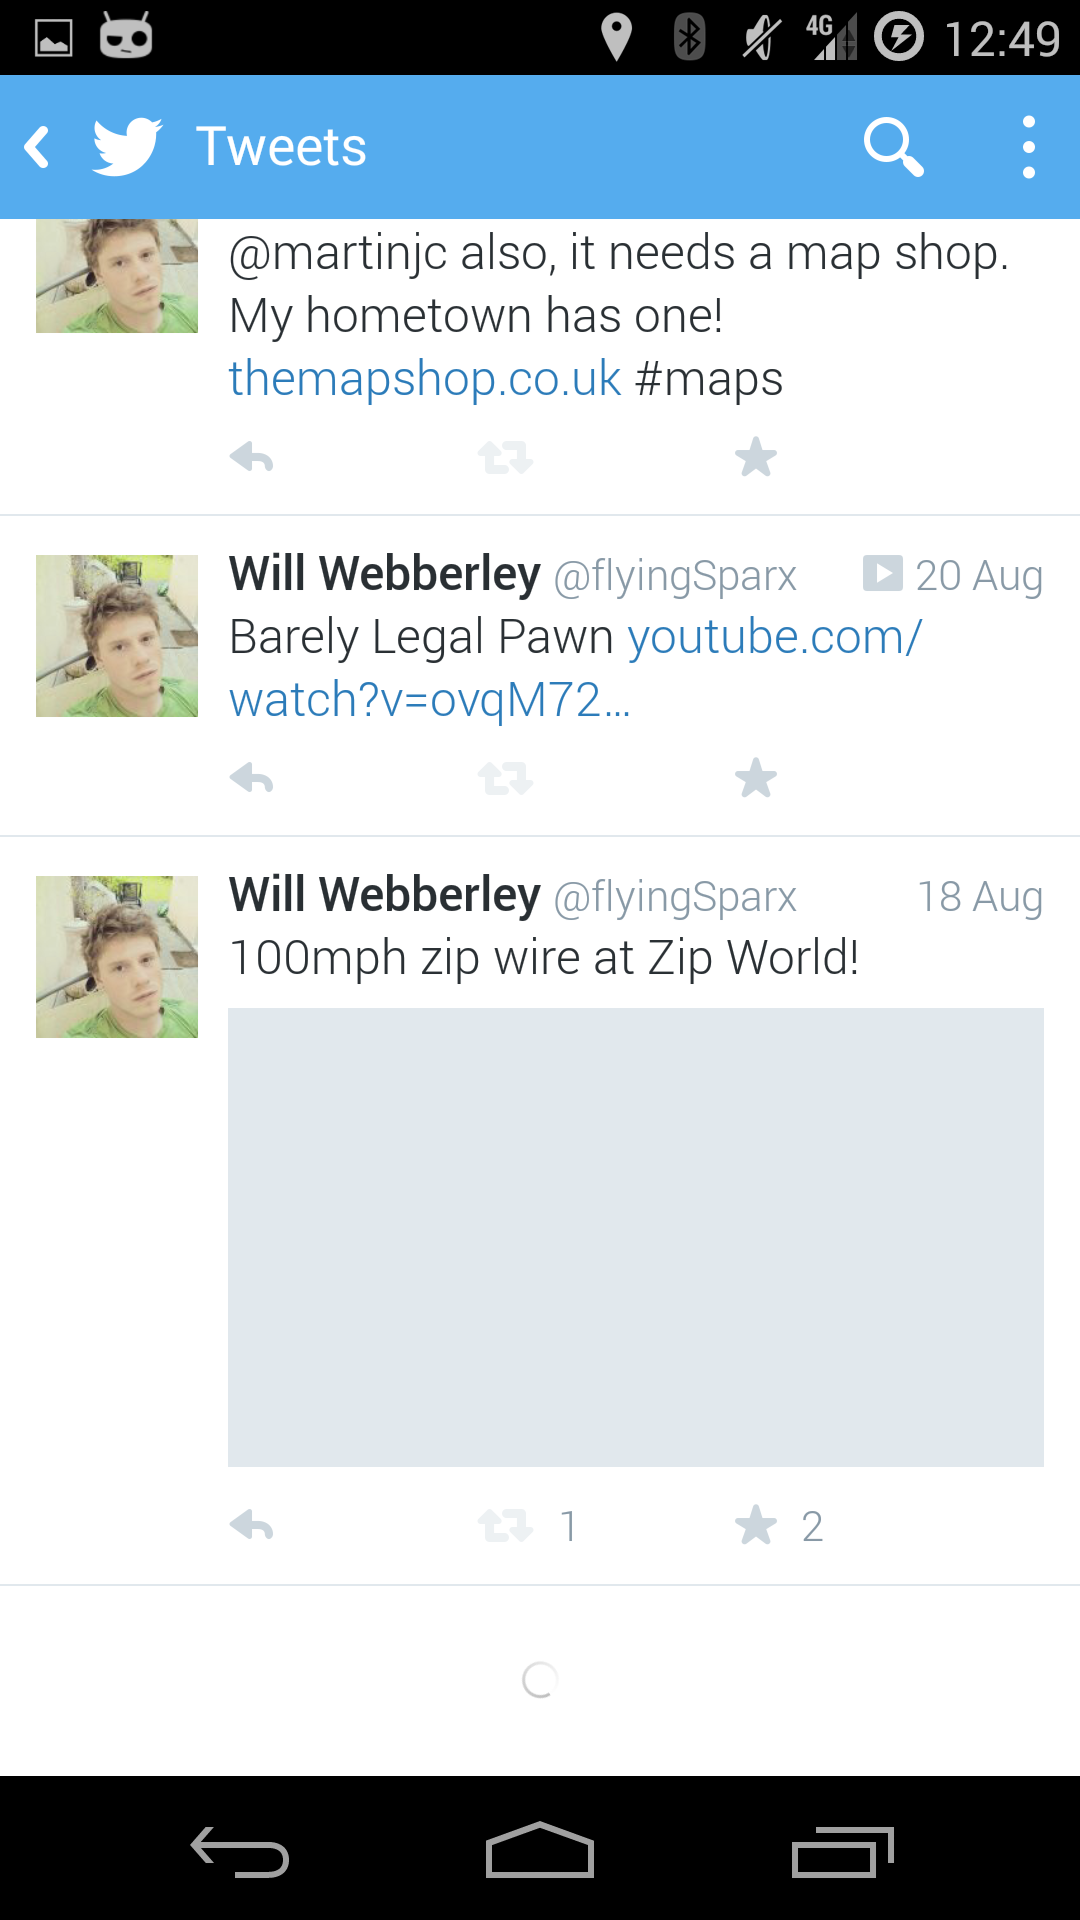 4G 12:49
Tweets
@martinjc also, it needs a map shop.
My hometown has one!
themapshop.co.uk #maps
Will Webberley @flyingSparx 20 Aug
Barely Legal Pawn youtube.com/
watch?v=ovqM72…
Will Webberley @flyingSparx 18 Aug
100mph zip wire at Zip World!
1 2